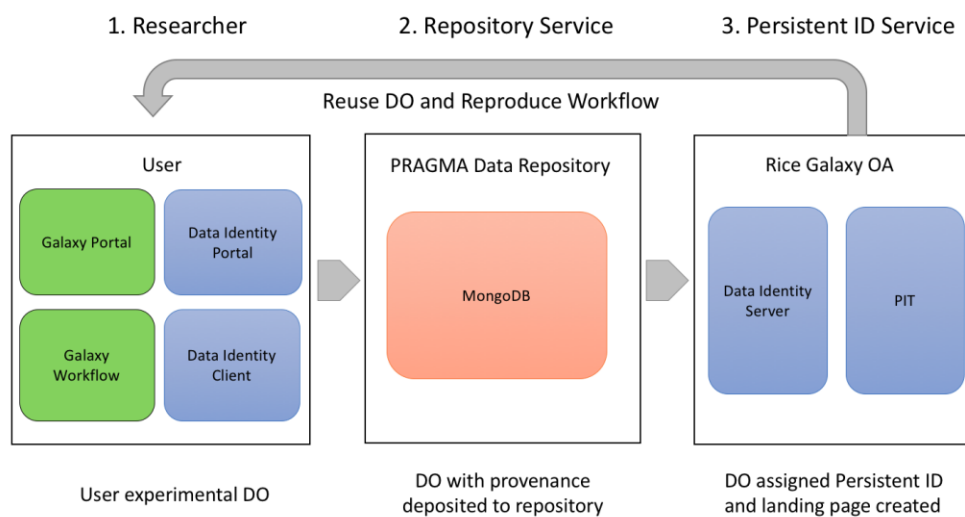 1. Researcher
2. Repository Service
3. Persistent ID Service
Reuse DO and Reproduce Workflow
User
Galaxy Portal
Data Identity
Portal
Galaxy
Workflow
Data Identity
Client
PRAGMA Data Repository
MongoDB
Rice Galaxy OA
Data Identity
Server
PIT
User experimental DO
DO with provenance
deposited to repository
DO assigned Persistent ID
and landing page created